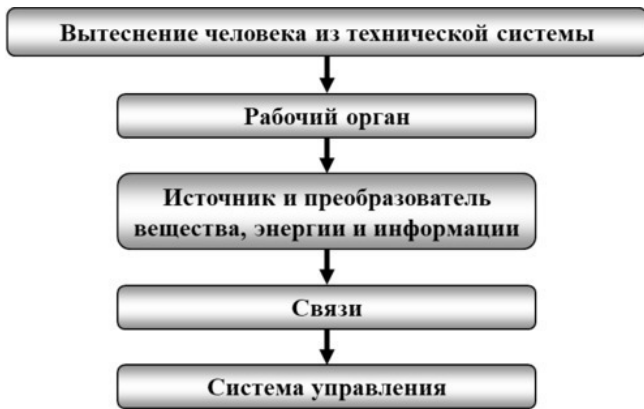 Вытеснение человека из технической системы
Рабочий орган
Источник и преобразователь
вещества, энергии и информации
Связи
Система управления